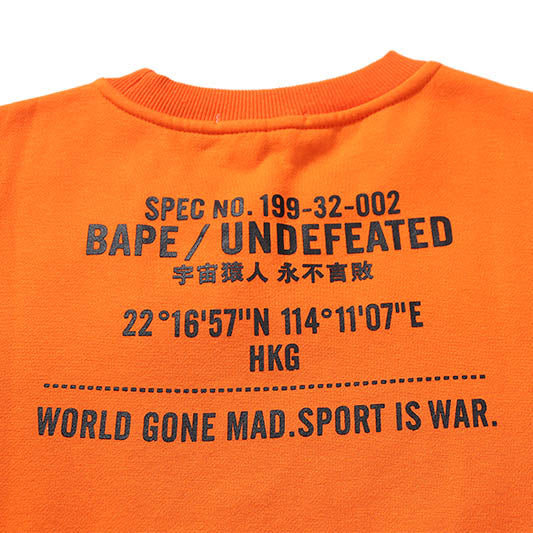 SPEC NO. 199-32-002
BAPE / UNDEFEATED
宇宙猿人 永不言敗
22°16'57"N 114°11'07"E
HKG
WORLD GONE MAD.SPORT IS WAR.